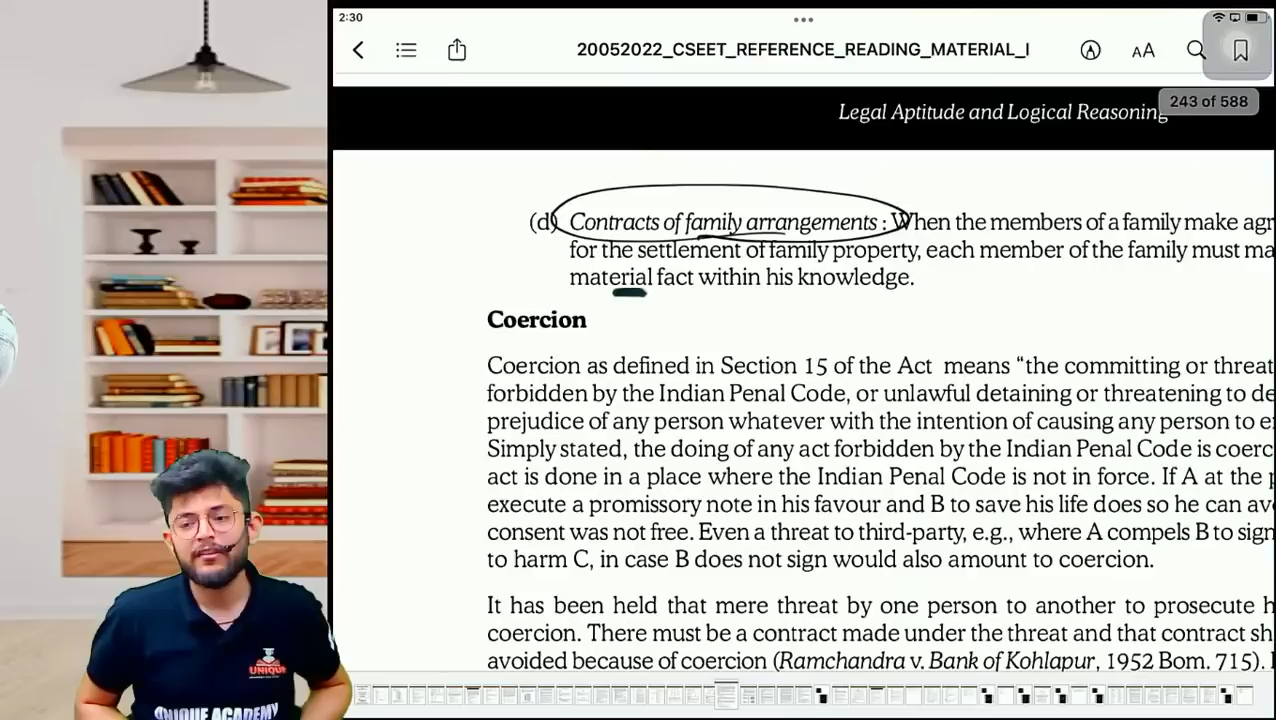 2:30
20052022_CSEET_REFERENCE_READING_MATERIAL_I
AA
243 of 588
Legal Aptitude and Logical Reasoning
(d) Contracts of family arrangements : When the members of a family make agr
for the settlement of family property, each member of the family must ma
material fact within his knowledge.
Coercion
Coercion as defined in Section 15 of the Act means “the committing or threat
forbidden by the Indian Penal Code, or unlawful detaining or threatening to de
prejudice of any person whatever with the intention of causing any person to e
Simply stated, the doing of any act forbidden by the Indian Penal Code is coerc
act is done in a place where the Indian Penal Code is not in force. If A at the p
execute a promissory note in his favour and B to save his life does so he can av
consent was not free. Even a threat to third-party, e.g., where A compels B to sign
to harm C, in case B does not sign would also amount to coercion.
It has been held that mere threat by one person to another to prosecute h
coercion. There must be a contract made under the threat and that contract sh
avoided because of coercion (Ramchandra v. Bank of Kohlapur, 1952 Bom. 715). I
UNIQUE
UNIQUE ACADEMY